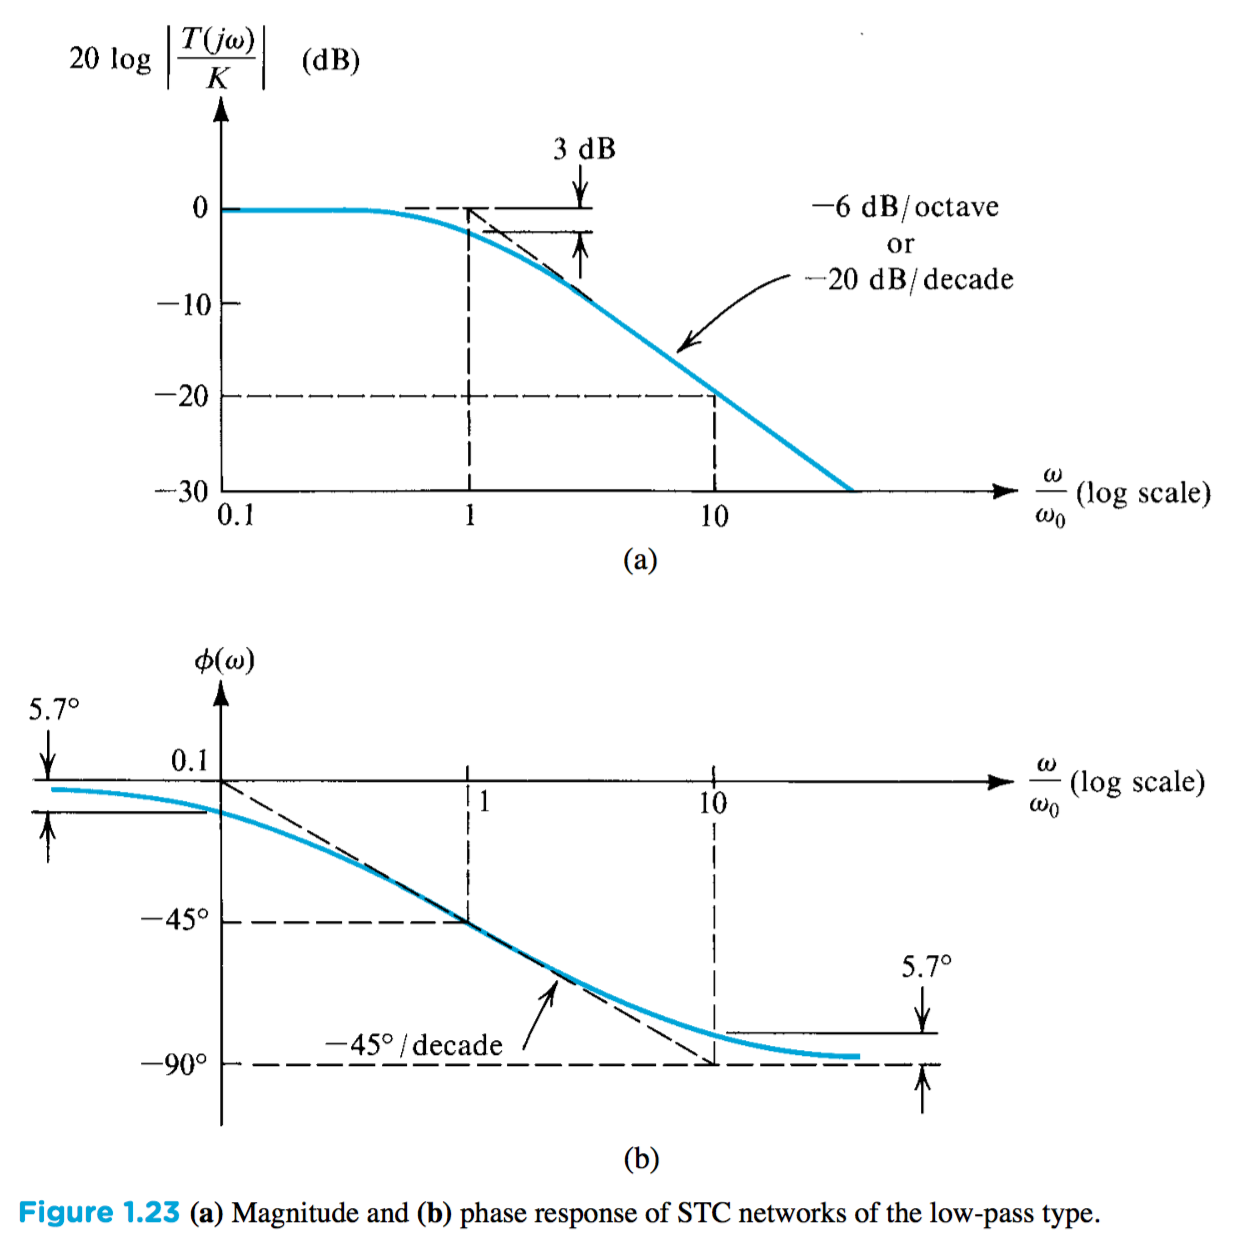 20 log |T(jω)/K| (dB)
3 dB
0
−6 dB/octave
or
−20 dB/decade
−10
−20
−30
0.1
1
10
ω/ω0 (log scale)
(a)
ϕ(ω)
5.7°
0.1
1
10
ω/ω0 (log scale)
−45°
5.7°
−45°/decade
−90°
(b)
Figure 1.23 (a) Magnitude and (b) phase response of STC networks of the low-pass type.